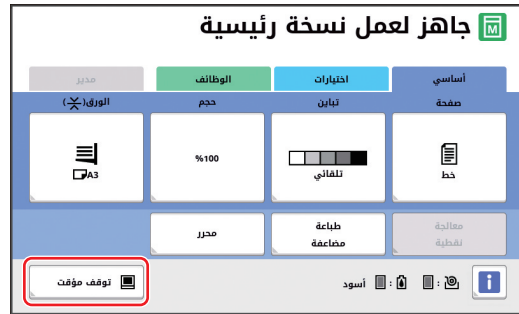 جاهز لعمل نسخة رئيسية
M
أساسي
اختيارات
الوظائف
مدير
صفحة
تباين
حجم
الورق( )
خط
تلقائي
%100
A3
معالجة
نقطية
طباعة
مضاعفة
محرر
i
: : أسود
توقف مؤقت